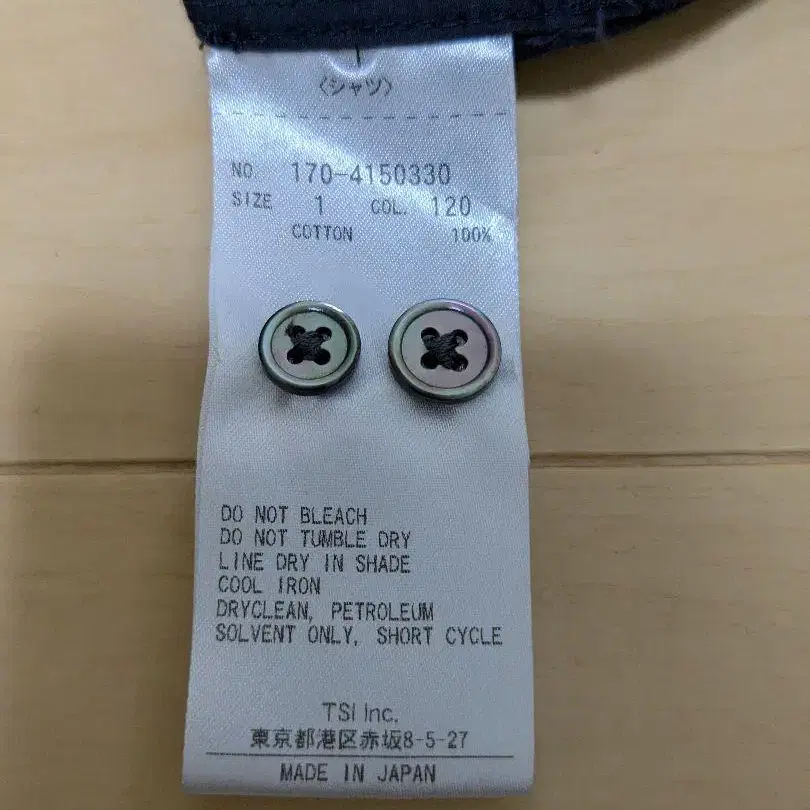 〈シャツ〉
NO. 170-4150330
SIZE 1 COL. 120
COTTON 100%
DO NOT BLEACH
DO NOT TUMBLE DRY
LINE DRY IN SHADE
COOL IRON
DRYCLEAN, PETROLEUM
SOLVENT ONLY, SHORT CYCLE
TSI Inc.
東京都港区赤坂8-5-27
MADE IN JAPAN